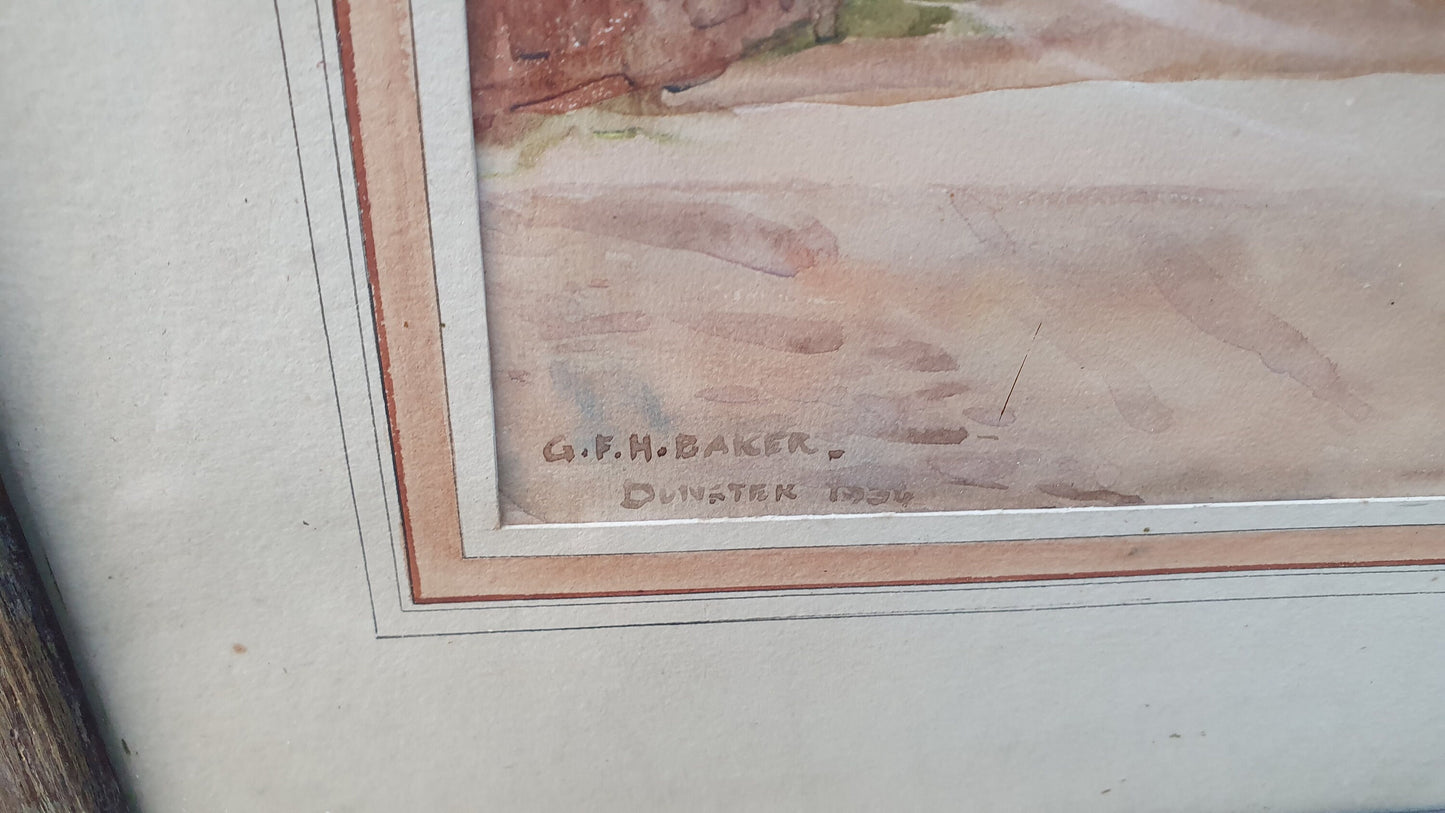 G.F.H. BAKER.
DUNSTER 1934